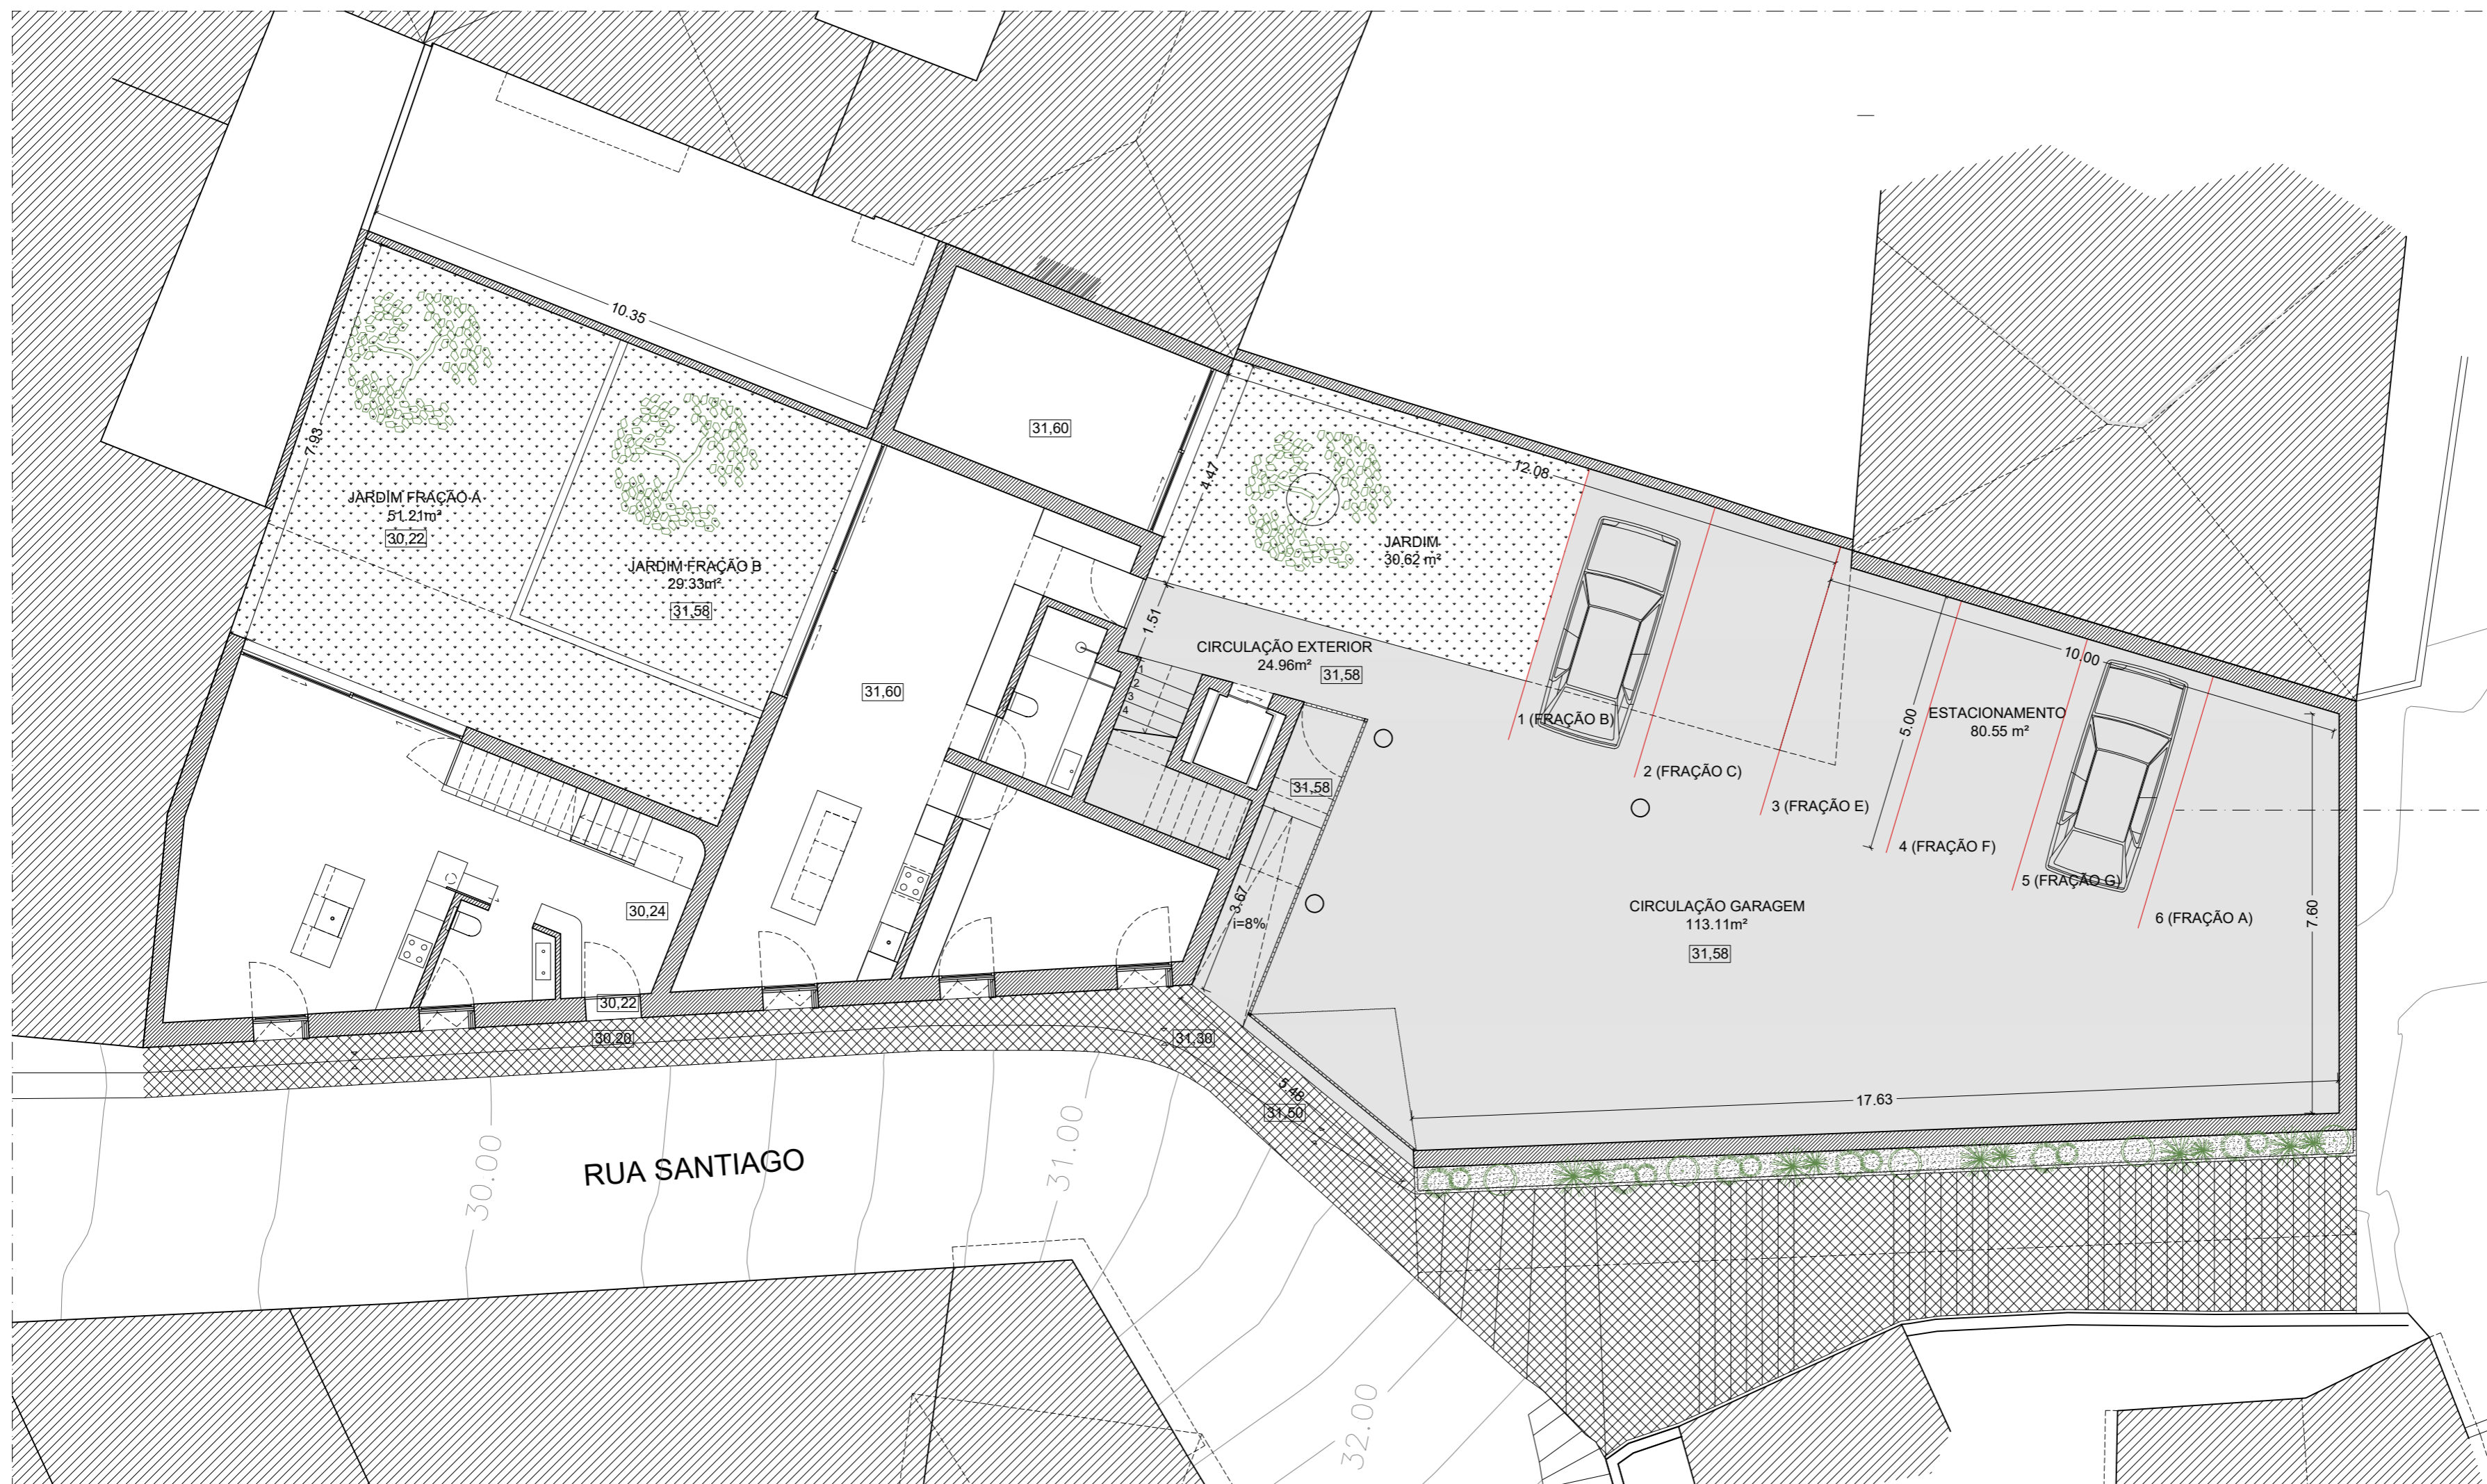 10.35
7.93
JARDIM FRAÇÃO A
51.21m²
30,22
JARDIM FRAÇÃO B
29.33m²
31,58
31,60
31,60
4.47
12.08
JARDIM
30.62 m²
1.51
CIRCULAÇÃO EXTERIOR
24.96m²
31,58
1
2
3
4
1 (FRAÇÃO B)
2 (FRAÇÃO C)
3 (FRAÇÃO E)
4 (FRAÇÃO F)
5 (FRAÇÃO G)
6 (FRAÇÃO A)
5.00
ESTACIONAMENTO
80.55 m²
10.00
7.60
31,58
3.67
i=8%
CIRCULAÇÃO GARAGEM
113.11m²
31,58
30,24
30,22
30,20
31,30
5.48
31,50
17.63
RUA SANTIAGO
30.00
31.00
32.00